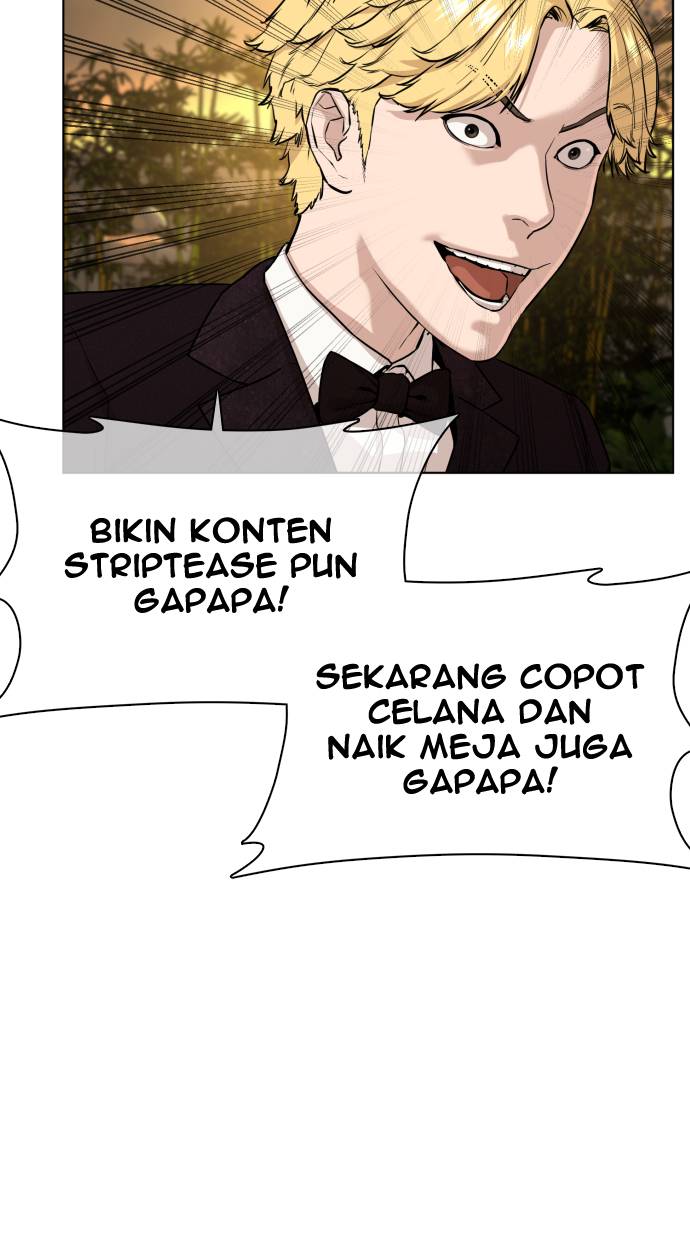 BIKIN KONTEN
STRIPTEASE PUN
GAPAPA!
SEKARANG COPOT
CELANA DAN
NAIK MEJA JUGA
GAPAPA!